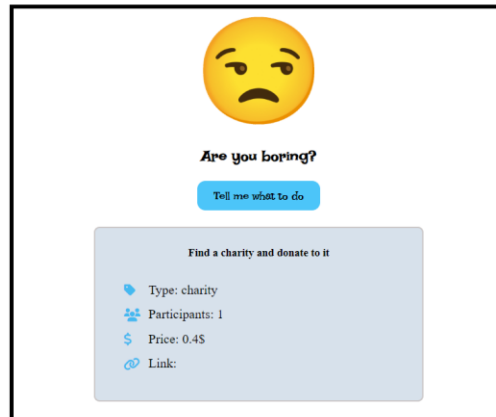 Are you boring?
Tell me what to do
Find a charity and donate to it
Type: charity
Participants: 1
Price: 0.4$
Link: